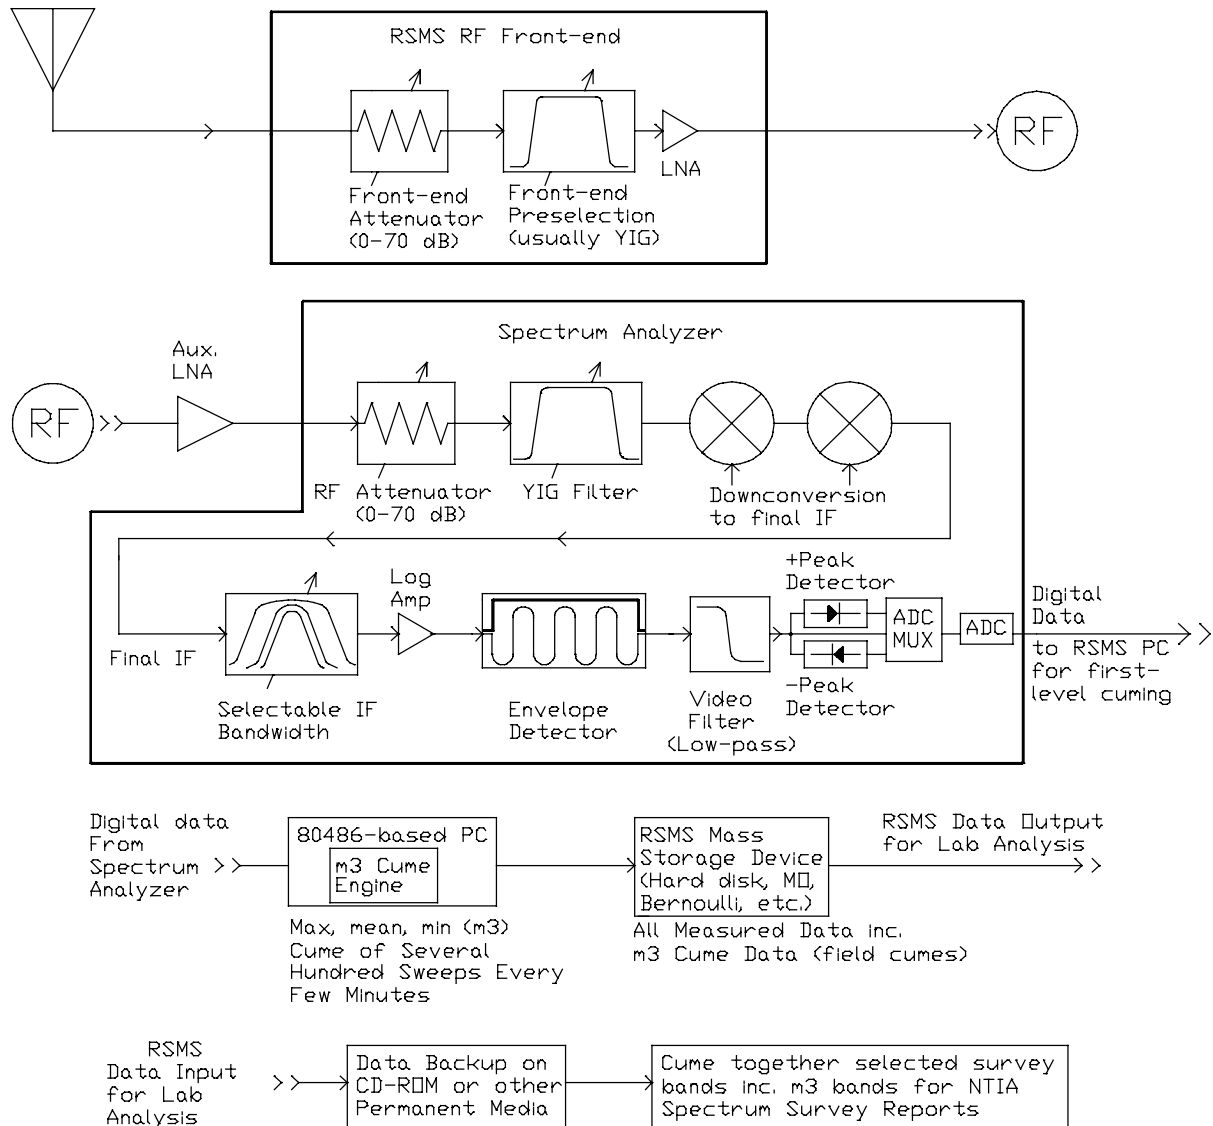 RSMS RF Front-end
RF
LNA
Front-end
Attenuator
(0-70 dB)
Front-end
Preselection
(usually YIG)
Spectrum Analyzer
Aux.
LNA
RF
RF Attenuator
(0-70 dB)
YIG Filter
Downconversion
to final IF
+Peak
Detector
Log
Amp
Digital
Data
ADC
MUX
ADC
to RSMS PC
for first-
level cuming
Final IF
Selectable IF
Bandwidth
Envelope
Detector
Video
Filter
(Low-pass)
-Peak
Detector
Digital data
From
Spectrum
Analyzer
80486-based PC
m3 Cume
Engine
RSMS Mass
Storage Device
(Hard disk, MO,
Bernoulli, etc.)
RSMS Data Output
for Lab Analysis
Max, mean, min (m3)
Cume of Several
Hundred Sweeps Every
Few Minutes
All Measured Data inc.
m3 Cume Data (field cumes)
RSMS
Data Input
for Lab
Analysis
Data Backup on
CD-ROM or other
Permanent Media
Cume together selected survey
bands inc. m3 bands for NTIA
Spectrum Survey Reports